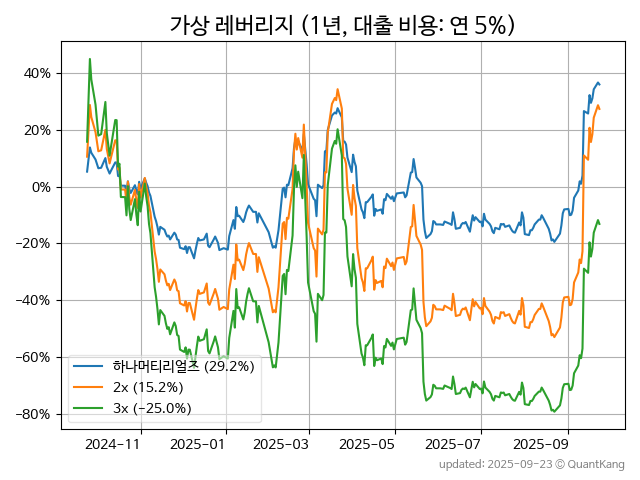 가상 레버리지 (1년, 대출 비용: 연 5%)
40%
20%
0%
−20%
−40%
−60%
−80%
하나머티리얼즈 (29.2%)
2x (15.2%)
3x (−25.0%)
2024-11 2025-01 2025-03 2025-05 2025-07 2025-09
updated: 2025-09-23 © QuantKang